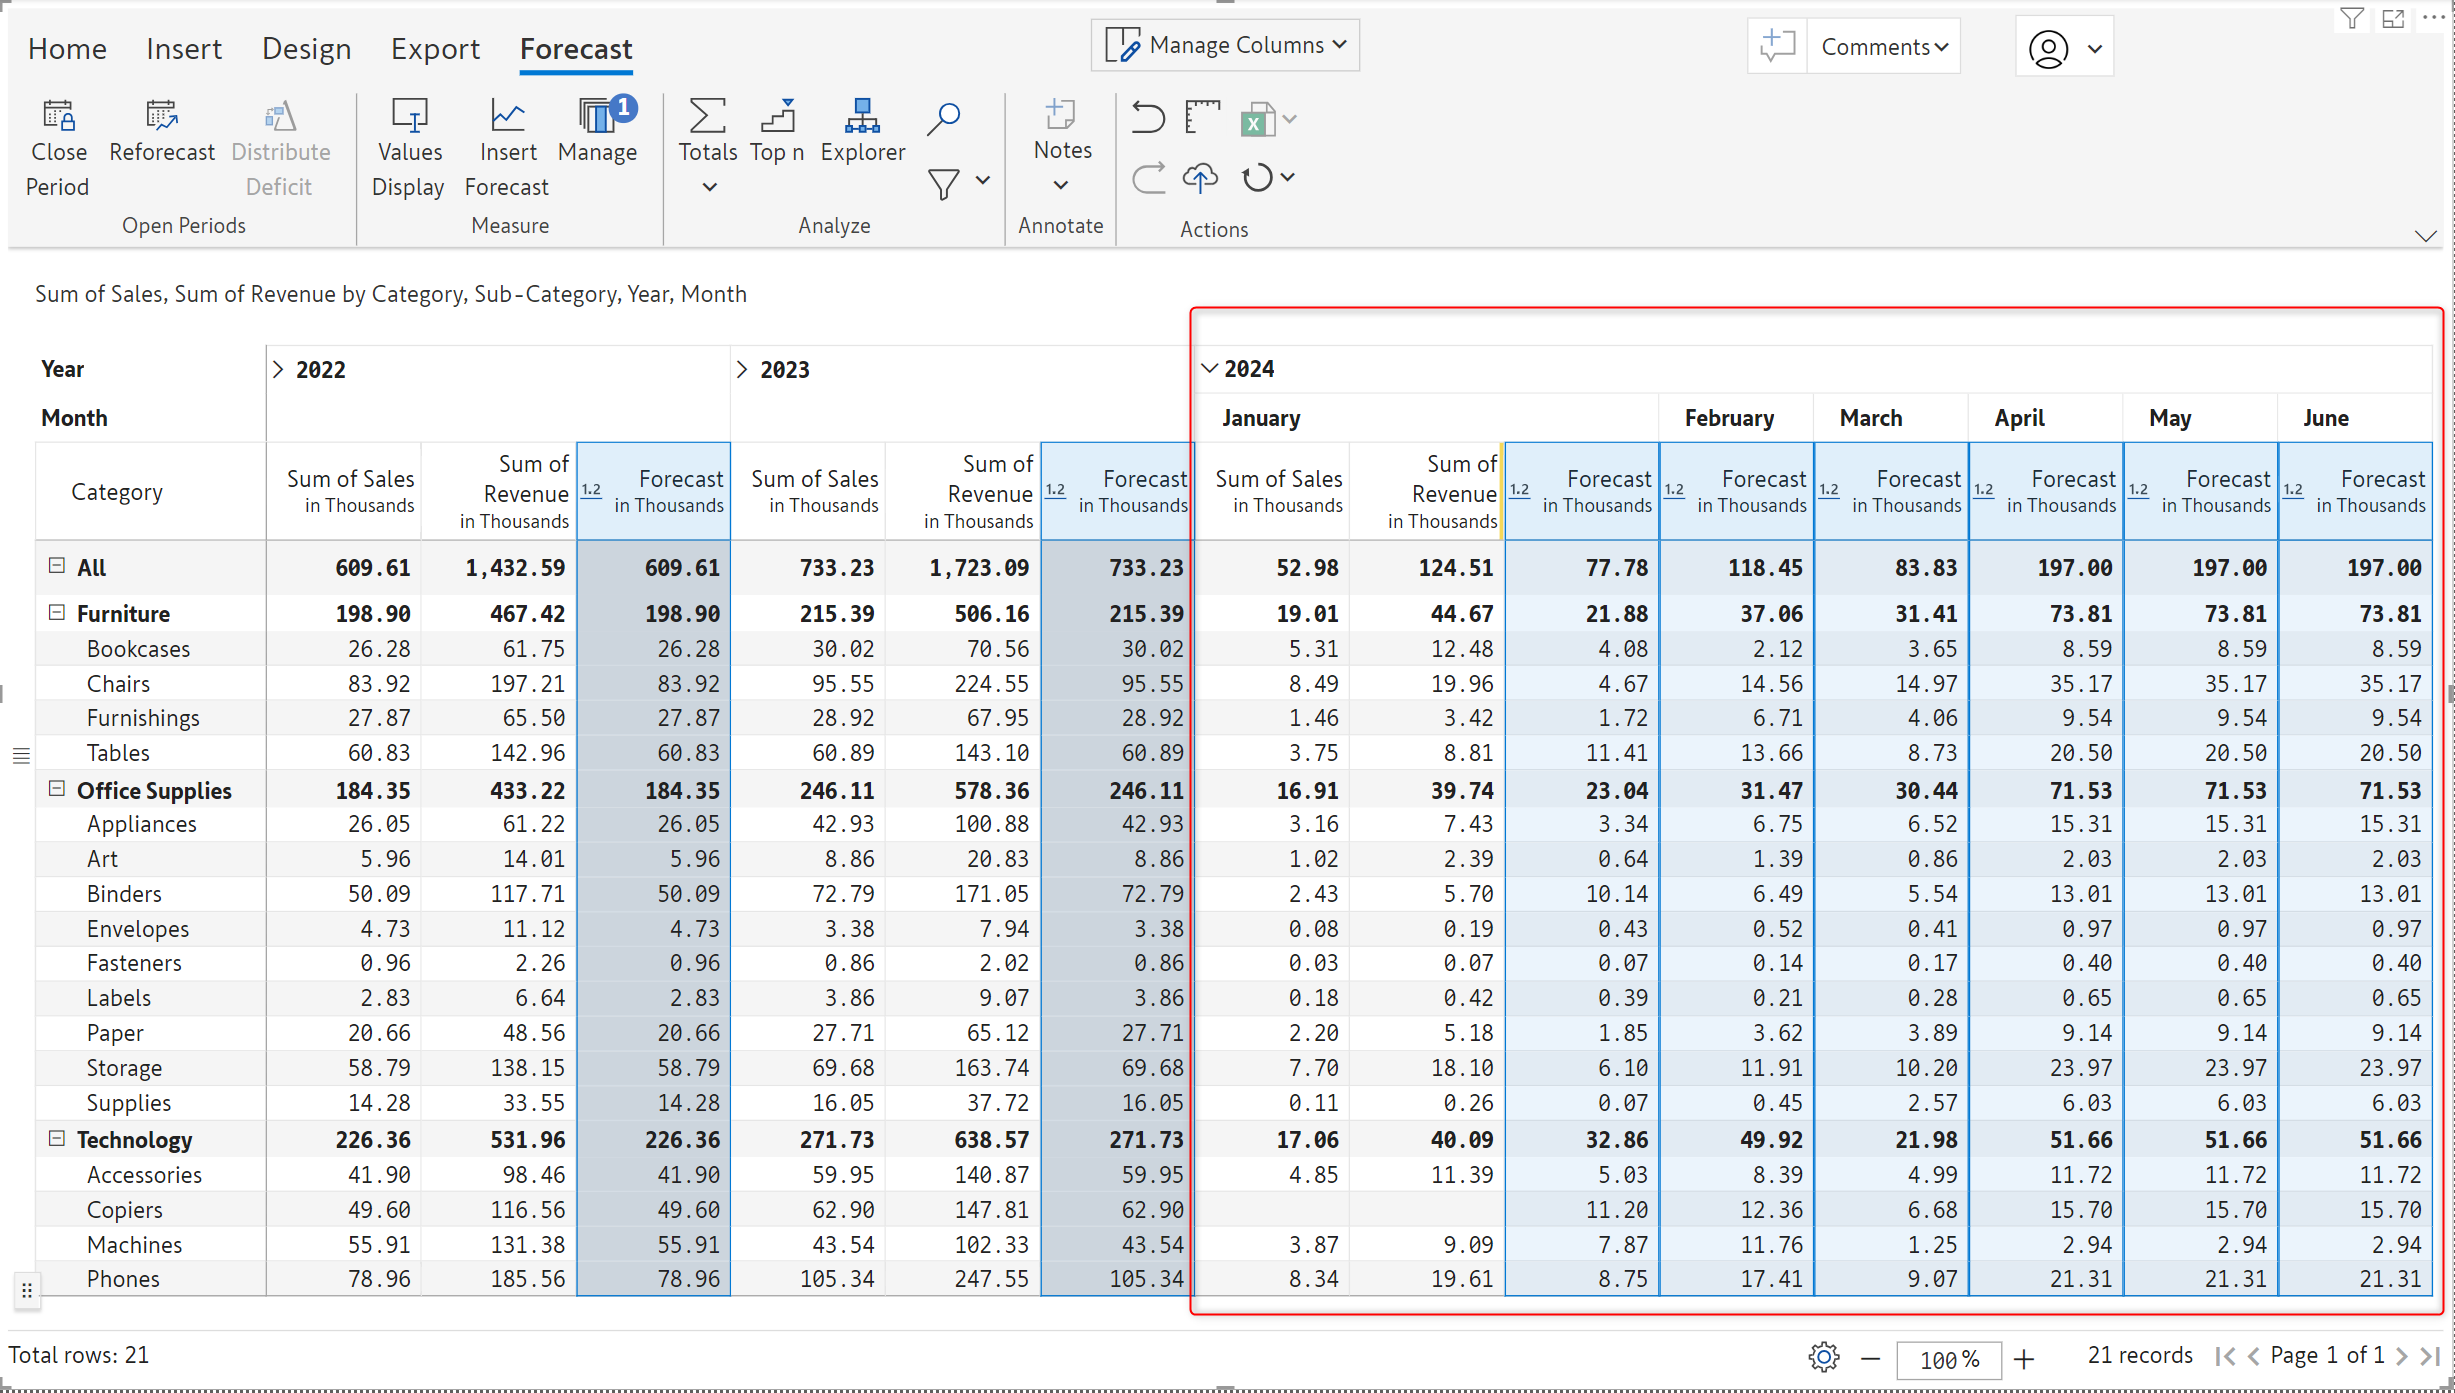 Home Insert Design Export Forecast Manage Columns Comments
Close Period Reforecast Distribute Deficit Values Display Insert Forecast Manage 1 Totals Top n Explorer Notes X
Open Periods Measure Analyze Annotate Actions
Sum of Sales, Sum of Revenue by Category, Sub-Category, Year, Month
Year 2022 2023 2024
Month January February March April May June
Category Sum of Sales in Thousands Sum of Revenue in Thousands 1.2 Forecast in Thousands Sum of Sales in Thousands Sum of Revenue in Thousands 1.2 Forecast in Thousands Sum of Sales in Thousands Sum of Revenue in Thousands 1.2 Forecast in Thousands 1.2 Forecast in Thousands 1.2 Forecast in Thousands 1.2 Forecast in Thousands 1.2 Forecast in Thousands 1.2 Forecast in Thousands
All 609.61 1,432.59 609.61 733.23 1,723.09 733.23 52.98 124.51 77.78 118.45 83.83 197.00 197.00 197.00
Furniture 198.90 467.42 198.90 215.39 506.16 215.39 19.01 44.67 21.88 37.06 31.41 73.81 73.81 73.81
Bookcases 26.28 61.75 26.28 30.02 70.56 30.02 5.31 12.48 4.08 2.12 3.65 8.59 8.59 8.59
Chairs 83.92 197.21 83.92 95.55 224.55 95.55 8.49 19.96 4.67 14.56 14.97 35.17 35.17 35.17
Furnishings 27.87 65.50 27.87 28.92 67.95 28.92 1.46 3.42 1.72 6.71 4.06 9.54 9.54 9.54
Tables 60.83 142.96 60.83 60.89 143.10 60.89 3.75 8.81 11.41 13.66 8.73 20.50 20.50 20.50
Office Supplies 184.35 433.22 184.35 246.11 578.36 246.11 16.91 39.74 23.04 31.47 30.44 71.53 71.53 71.53
Appliances 26.05 61.22 26.05 42.93 100.88 42.93 3.16 7.43 3.34 6.75 6.52 15.31 15.31 15.31
Art 5.96 14.01 5.96 8.86 20.83 8.86 1.02 2.39 0.64 1.39 0.86 2.03 2.03 2.03
Binders 50.09 117.71 50.09 72.79 171.05 72.79 2.43 5.70 10.14 6.49 5.54 13.01 13.01 13.01
Envelopes 4.73 11.12 4.73 3.38 7.94 3.38 0.08 0.19 0.43 0.52 0.41 0.97 0.97 0.97
Fasteners 0.96 2.26 0.96 0.86 2.02 0.86 0.03 0.07 0.07 0.14 0.17 0.40 0.40 0.40
Labels 2.83 6.64 2.83 3.86 9.07 3.86 0.18 0.42 0.39 0.21 0.28 0.65 0.65 0.65
Paper 20.66 48.56 20.66 27.71 65.12 27.71 2.20 5.18 1.85 3.62 3.89 9.14 9.14 9.14
Storage 58.79 138.15 58.79 69.68 163.74 69.68 7.70 18.10 6.10 11.91 10.20 23.97 23.97 23.97
Supplies 14.28 33.55 14.28 16.05 37.72 16.05 0.11 0.26 0.07 0.45 2.57 6.03 6.03 6.03
Technology 226.36 531.96 226.36 271.73 638.57 271.73 17.06 40.09 32.86 49.92 21.98 51.66 51.66 51.66
Accessories 41.90 98.46 41.90 59.95 140.87 59.95 4.85 11.39 5.03 8.39 4.99 11.72 11.72 11.72
Copiers 49.60 116.56 49.60 62.90 147.81 62.90 11.20 12.36 6.68 15.70 15.70 15.70
Machines 55.91 131.38 55.91 43.54 102.33 43.54 3.87 9.09 7.87 11.76 1.25 2.94 2.94 2.94
Phones 78.96 185.56 78.96 105.34 247.55 105.34 8.34 19.61 8.75 17.41 9.07 21.31 21.31 21.31
Total rows: 21 100 % 21 records Page 1 of 1